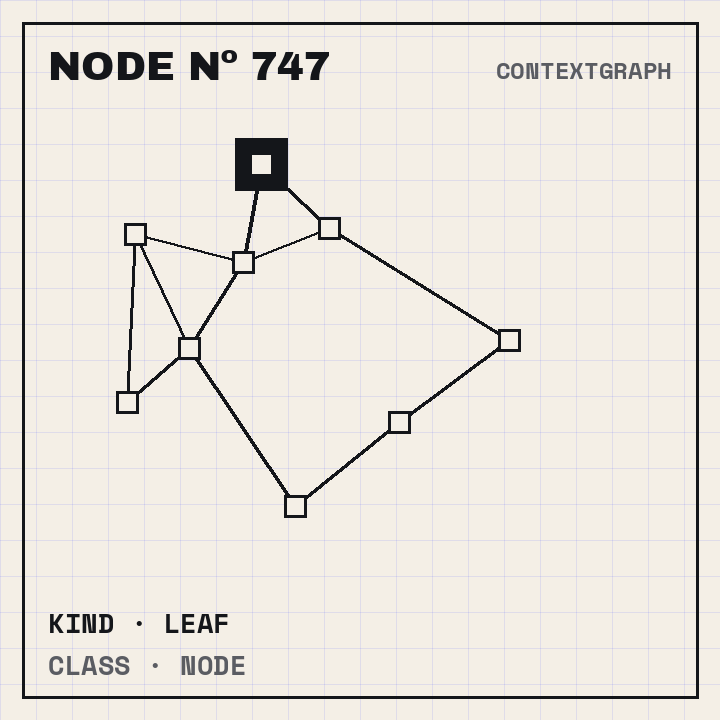 NODE Nº 747
CONTEXTGRAPH
KIND · LEAF
CLASS · NODE